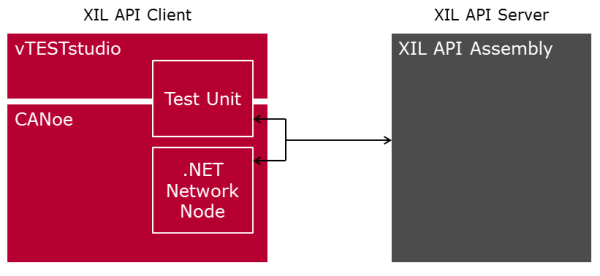 XIL API Client
XIL API Server
vTESTstudio
XIL API Assembly
Test Unit
CANoe
.NET
Network
Node